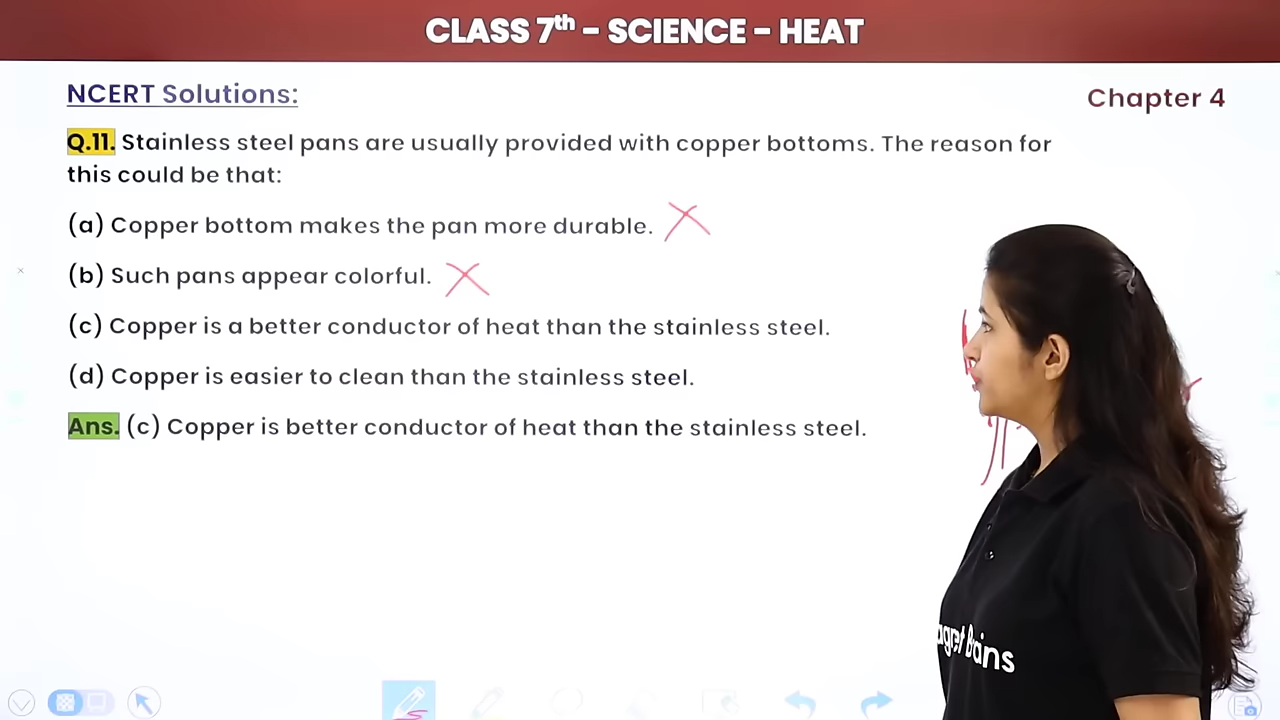 CLASS 7th - SCIENCE - HEAT
NCERT Solutions:
Chapter 4
Q.11. Stainless steel pans are usually provided with copper bottoms. The reason for
this could be that:
(a) Copper bottom makes the pan more durable.
(b) Such pans appear colorful.
(c) Copper is a better conductor of heat than the stainless steel.
(d) Copper is easier to clean than the stainless steel.
Ans. (c) Copper is better conductor of heat than the stainless steel.